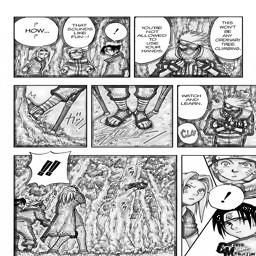 ?
HOW...
THAT
SOUNDS
LIKE
FUN!
!
YOU'RE
NOT
ALLOWED
TO
USE YOUR
HANDS.
THIS
WON'T
BE
ANY
ORDINARY
TREE
CLIMBING.
WATCH
AND
LEARN.
CLAP
!!!
!